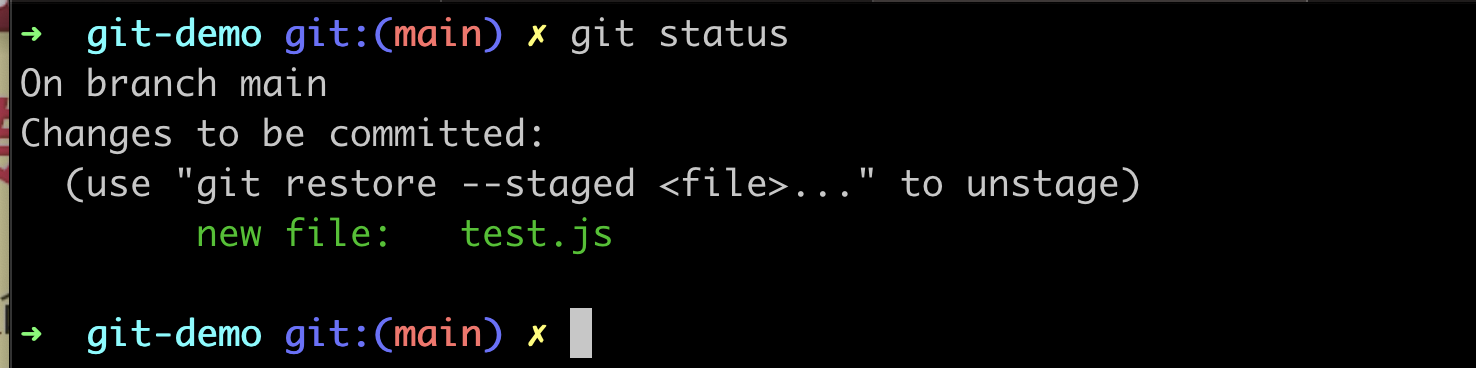 ➜  git-demo git:(main) ✗ git status
On branch main
Changes to be committed:
  (use "git restore --staged <file>..." to unstage)
        new file:   test.js

➜  git-demo git:(main) ✗